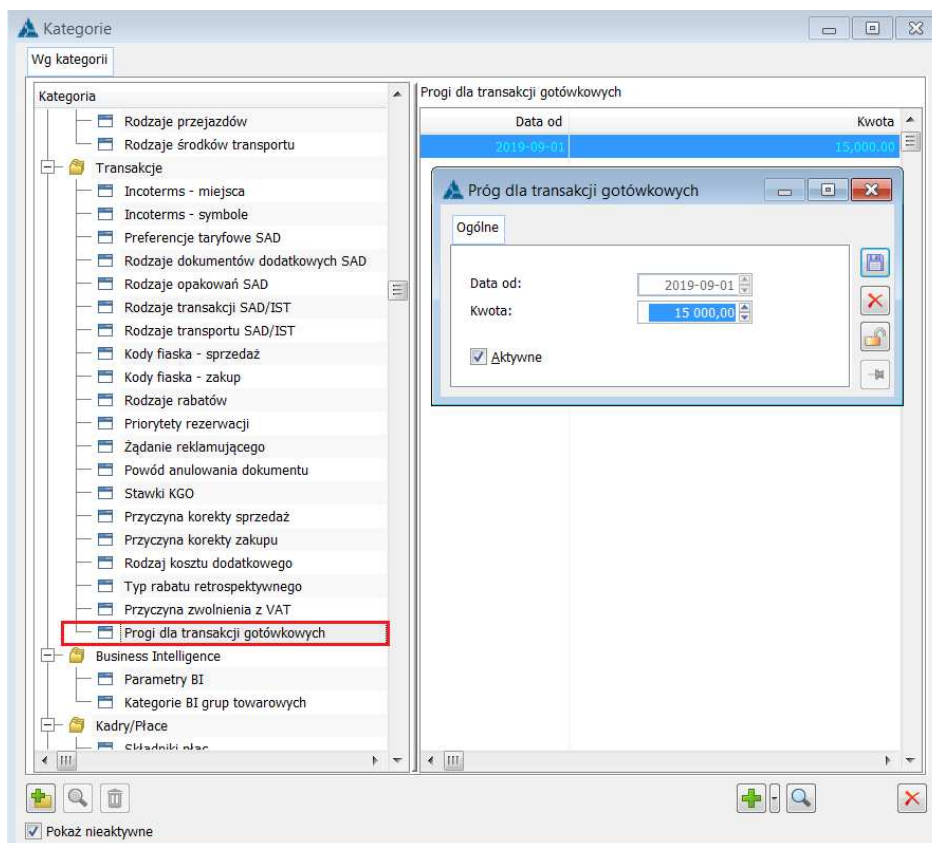 Kategorie
Wg kategorii
Kategoria
Rodzaje przejazdów
Rodzaje środków transportu
Transakcje
Incoterms - miejsca
Incoterms - symbole
Preferencje taryfowe SAD
Rodzaje dokumentów dodatkowych SAD
Rodzaje opakowań SAD
Rodzaje transakcji SAD/IST
Rodzaje transportu SAD/IST
Kody fiaska - sprzedaż
Kody fiaska - zakup
Rodzaje rabatów
Priorytety rezerwacji
Żądanie reklamującego
Powód anulowania dokumentu
Stawki KGO
Przyczyna korekty sprzedaż
Przyczyna korekty zakupu
Rodzaj kosztu dodatkowego
Typ rabatu retrospektywnego
Przyczyna zwolnienia z VAT
Progi dla transakcji gotówkowych
Business Intelligence
Parametry BI
Kategorie BI grup towarowych
Kadry/Płace
Składniki płac
Progi dla transakcji gotówkowych
Data od Kwota
2019-09-01 15,000.00
Próg dla transakcji gotówkowych
Ogólne
Data od: 2019-09-01
Kwota: 15 000,00
Aktywne
Pokaż nieaktywne